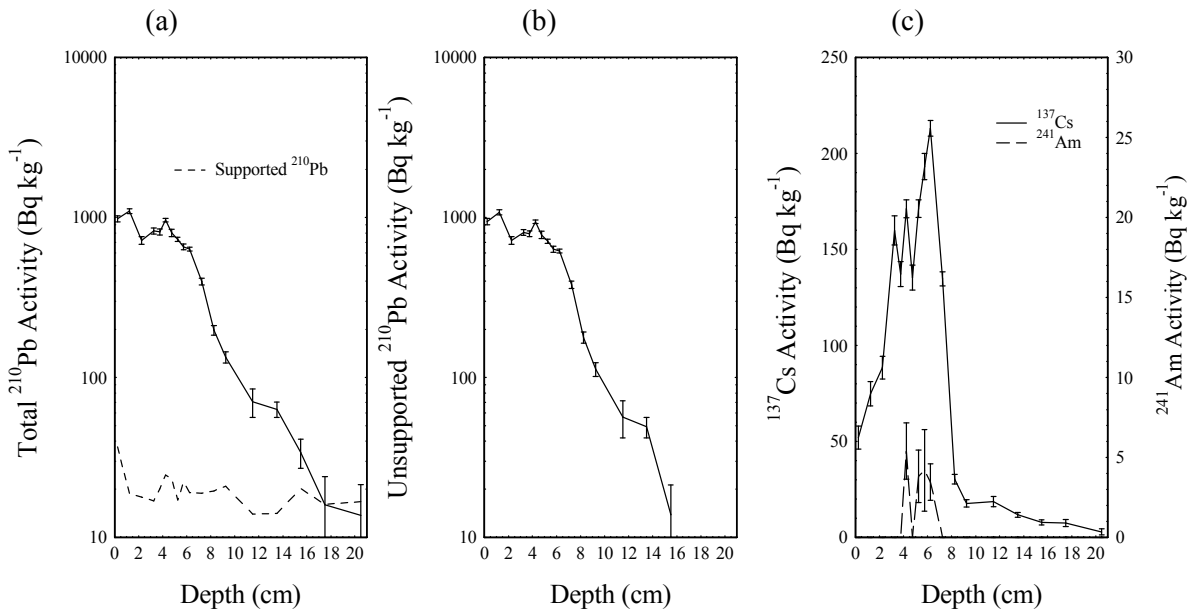 (a)
Total ²¹⁰Pb Activity (Bq kg⁻¹)
10000
1000
100
10
Supported ²¹⁰Pb
0 2 4 6 8 10 12 14 16 18 20
Depth (cm)
(b)
Unsupported ²¹⁰Pb Activity (Bq kg⁻¹)
10000
1000
100
10
0 2 4 6 8 10 12 14 16 18 20
Depth (cm)
(c)
¹³⁷Cs Activity (Bq kg⁻¹)
250
200
150
100
50
0
¹³⁷Cs
²⁴¹Am
30
25
20
15
10
5
0
²⁴¹Am Activity (Bq kg⁻¹)
0 2 4 6 8 10 12 14 16 18 20
Depth (cm)